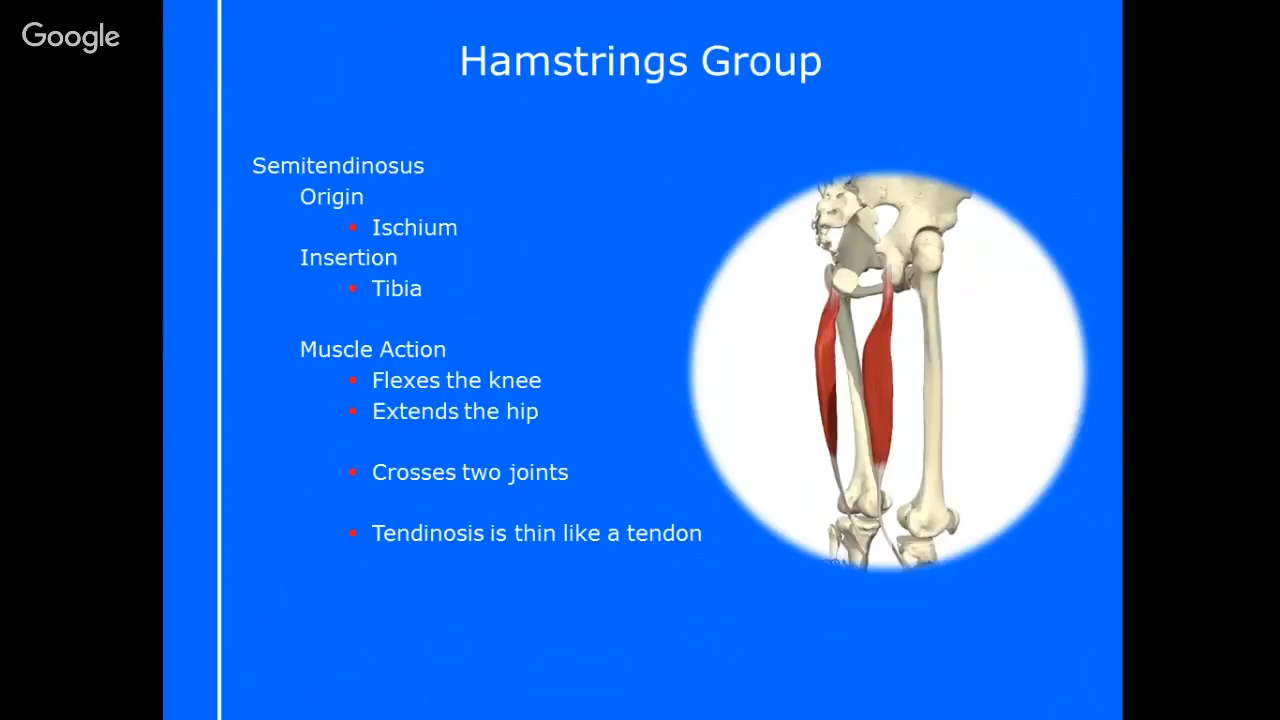 Google
Hamstrings Group
Semitendinosus
Origin
▪ Ischium
Insertion
▪ Tibia
Muscle Action
▪ Flexes the knee
▪ Extends the hip
▪ Crosses two joints
▪ Tendinosis is thin like a tendon